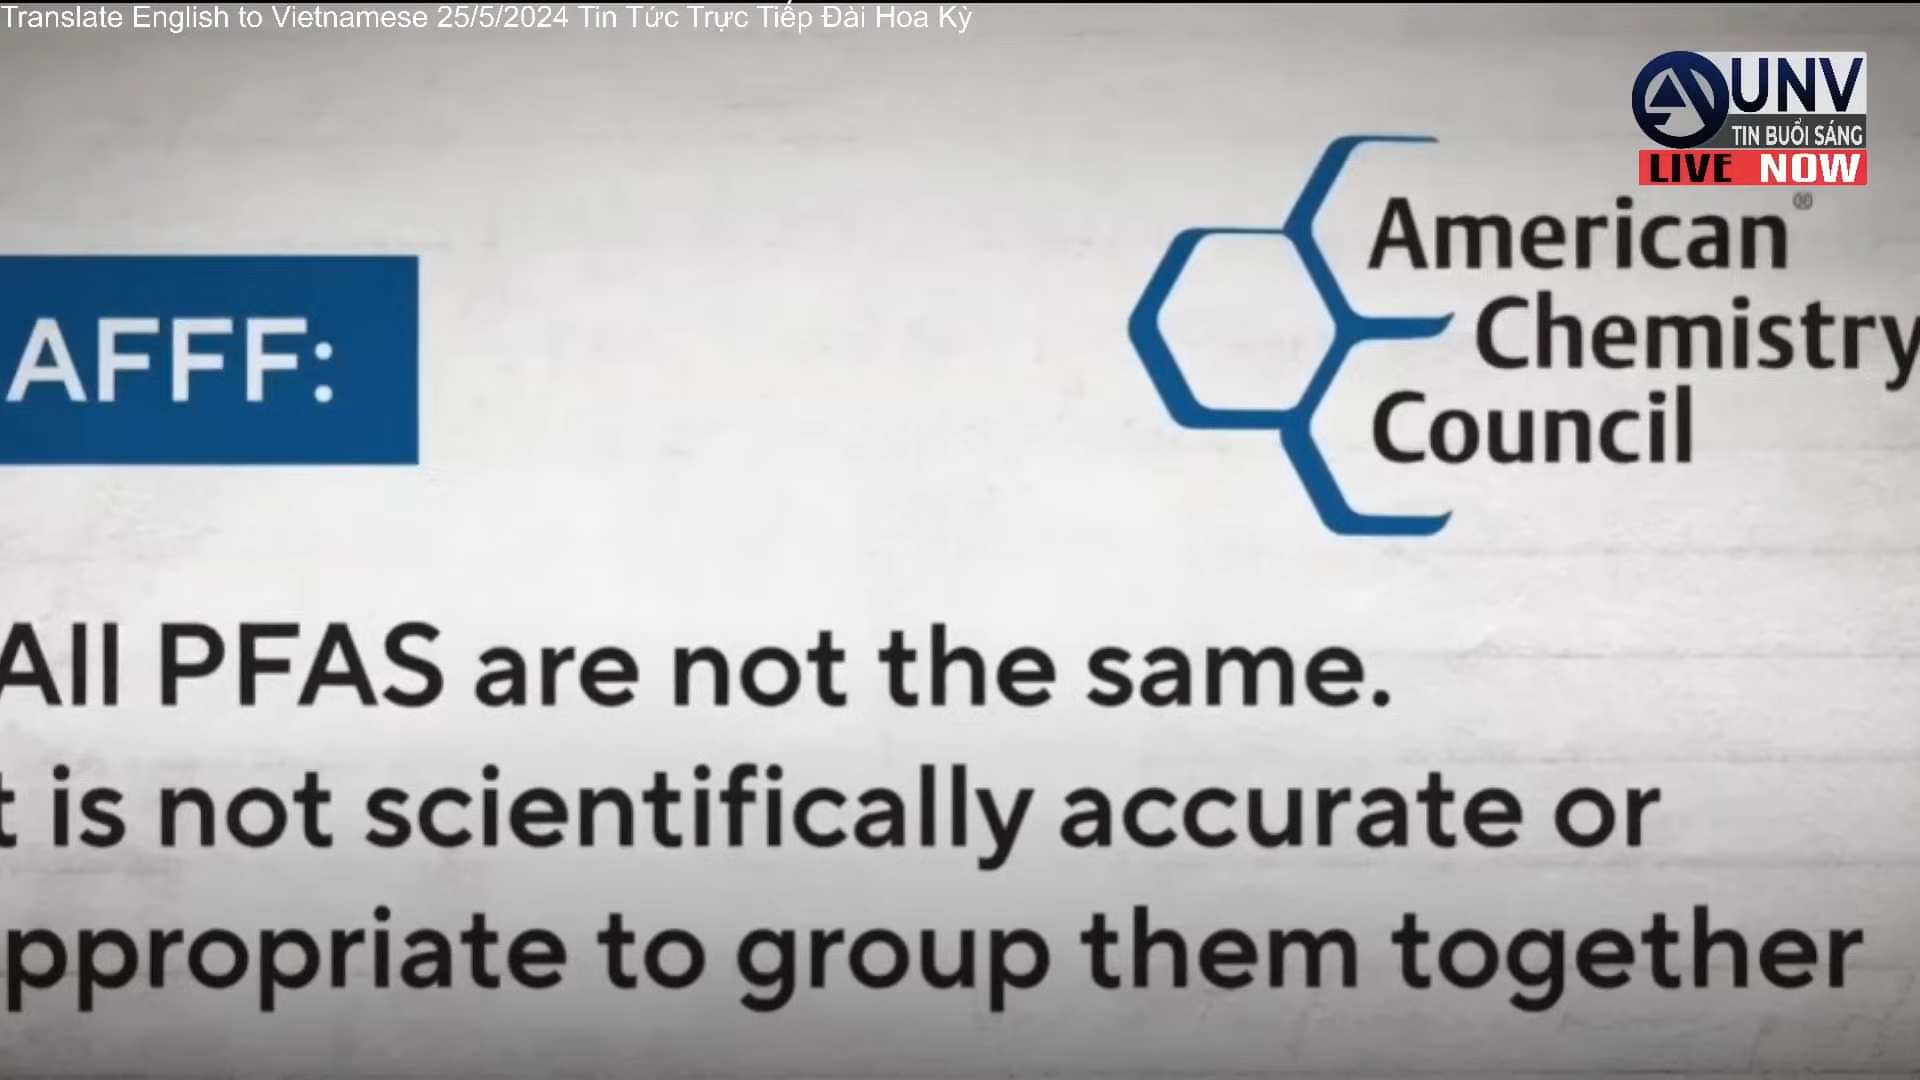 Translate English to Vietnamese 25/5/2024 Tin Tức Trực Tiếp Đài Hoa Kỳ
UNV
TIN BUỔI SÁNG
LIVE NOW
American®
Chemistry
Council
AFFF:
All PFAS are not the same.
t is not scientifically accurate or
ppropriate to group them together